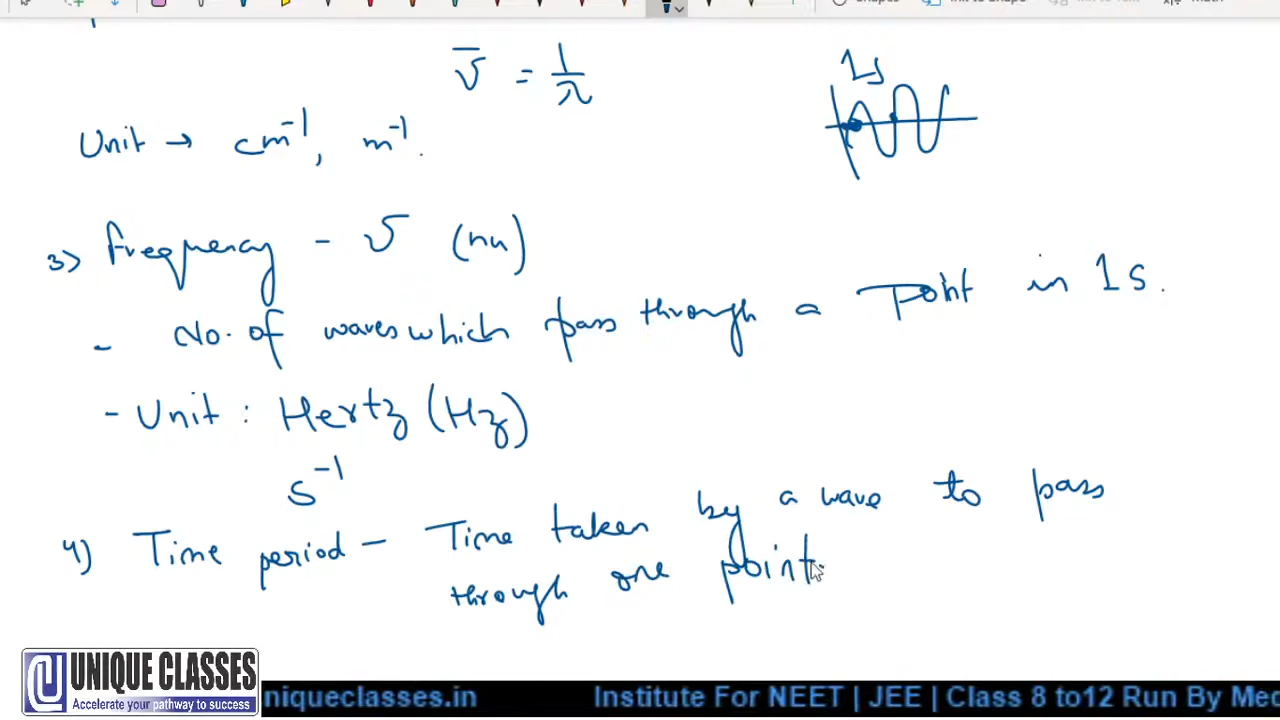 ν̅ = 1/λ
1s
Unit → cm⁻¹, m⁻¹.
3) Frequency - ν (nu)
- No. of waves which pass through a point in 1s.
- Unit : Hertz (Hz)
s⁻¹
4) Time period - Time taken by a wave to pass
through one point.
UNIQUE CLASSES
Accelerate your pathway to success
niqueclasses.in Institute For NEET | JEE | Class 8 to12 Run By Med